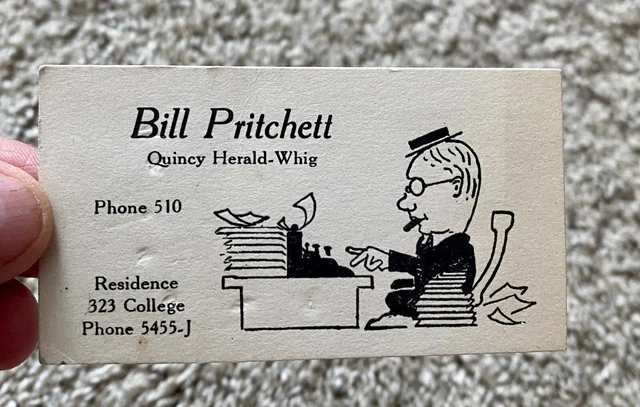 Bill Pritchett
Quincy Herald-Whig
Phone 510
Residence
323 College
Phone 5455-J